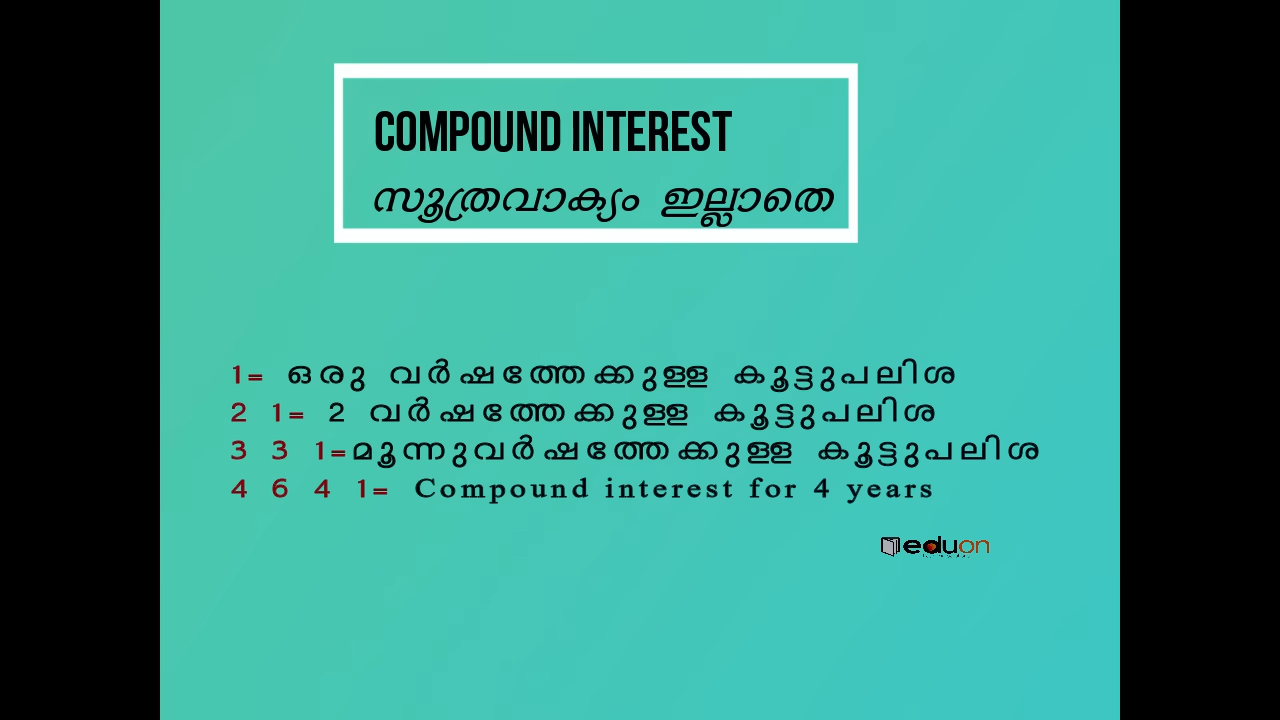 COMPOUND INTEREST
സൂത്രവാക്യം ഇല്ലാതെ
1= ഒരു വർഷത്തേക്കുള്ള കൂട്ടുപലിശ
2 1= 2 വർഷത്തേക്കുള്ള കൂട്ടുപലിശ
3 3 1=മൂന്നുവർഷത്തേക്കുള്ള കൂട്ടുപലിശ
4 6 4 1= Compound interest for 4 years
eduon